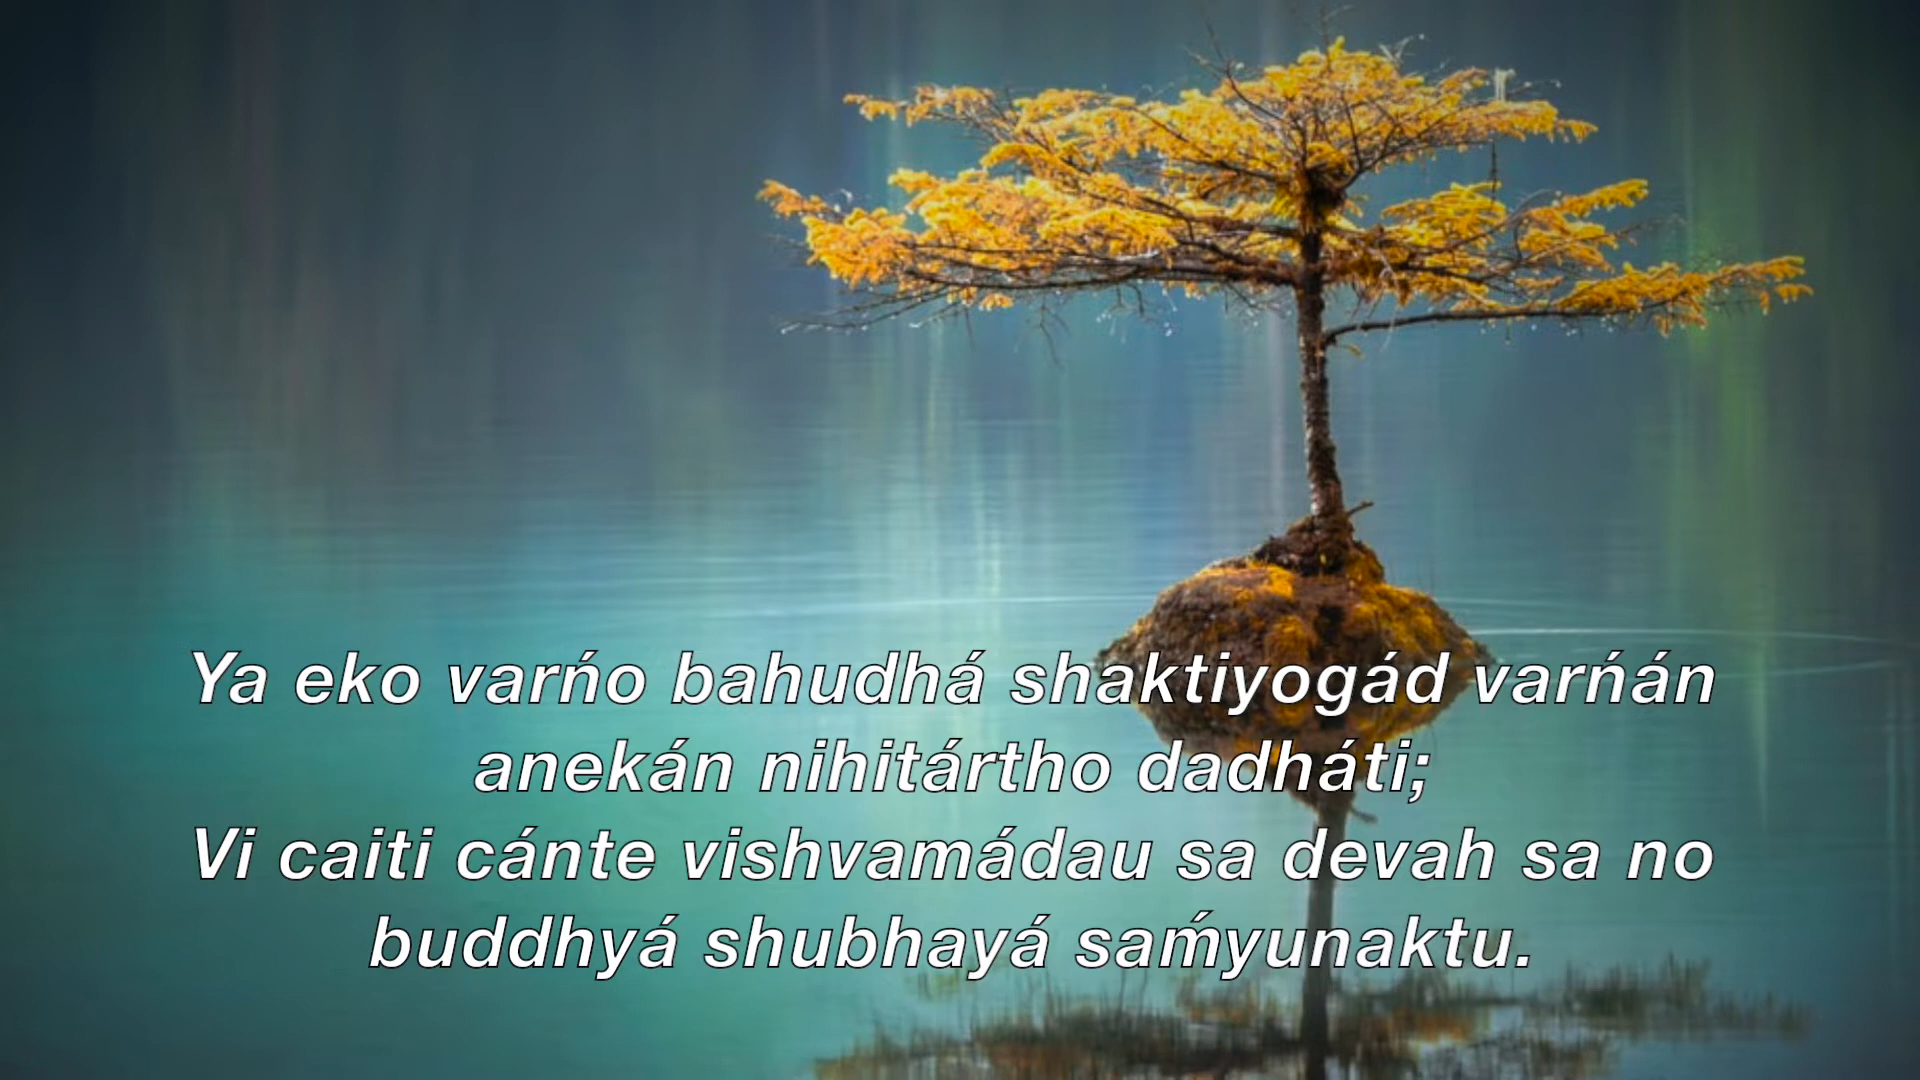 Ya eko varńo bahudhá shaktiyogád varńán
anekán nihitártho dadháti;
Vi caiti cánte vishvamádau sa devah sa no
buddhyá shubhayá saḿyunaktu.